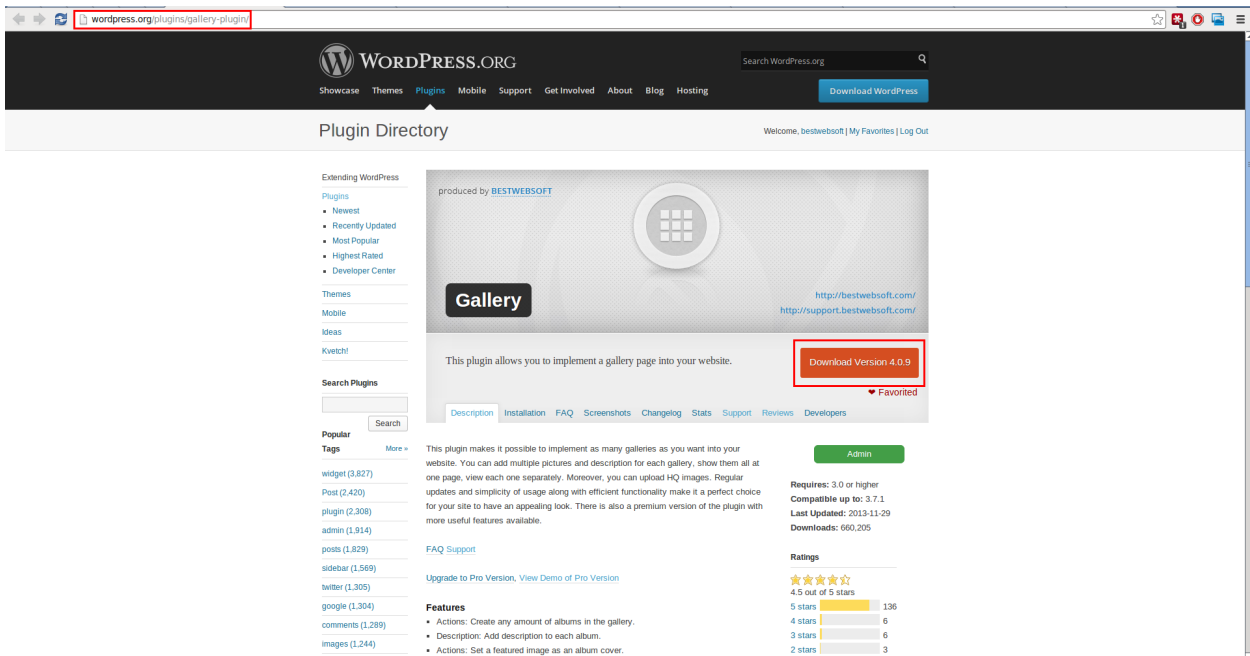 wordpress.org/plugins/gallery-plugin/
WORDPRESS.ORG
Search WordPress.org
Showcase Themes Plugins Mobile Support Get Involved About Blog Hosting
Download WordPress
Plugin Directory
Welcome, bestwebsoft | My Favorites | Log Out
Extending WordPress
Plugins
Newest
Recently Updated
Most Popular
Highest Rated
Developer Center
Themes
Mobile
Ideas
Kvetch!
Search Plugins
Search
Popular
Tags More »
widget (3,827)
Post (2,420)
plugin (2,308)
admin (1,914)
posts (1,829)
sidebar (1,569)
twitter (1,305)
google (1,304)
comments (1,289)
images (1,244)
produced by BESTWEBSOFT
Gallery
http://bestwebsoft.com/
http://support.bestwebsoft.com/
This plugin allows you to implement a gallery page into your website.
Download Version 4.0.9
❤ Favorited
Description Installation FAQ Screenshots Changelog Stats Support Reviews Developers
This plugin makes it possible to implement as many galleries as you want into your
website. You can add multiple pictures and description for each gallery, show them all at
one page, view each one separately. Moreover, you can upload HQ images. Regular
updates and simplicity of usage along with efficient functionality make it a perfect choice
for your site to have an appealing look. There is also a premium version of the plugin with
more useful features available.
FAQ Support
Upgrade to Pro Version, View Demo of Pro Version
Features
Actions: Create any amount of albums in the gallery.
Description: Add description to each album.
Actions: Set a featured image as an album cover.
Admin
Requires: 3.0 or higher
Compatible up to: 3.7.1
Last Updated: 2013-11-29
Downloads: 660,205
Ratings
4.5 out of 5 stars
5 stars 136
4 stars 6
3 stars 6
2 stars 3